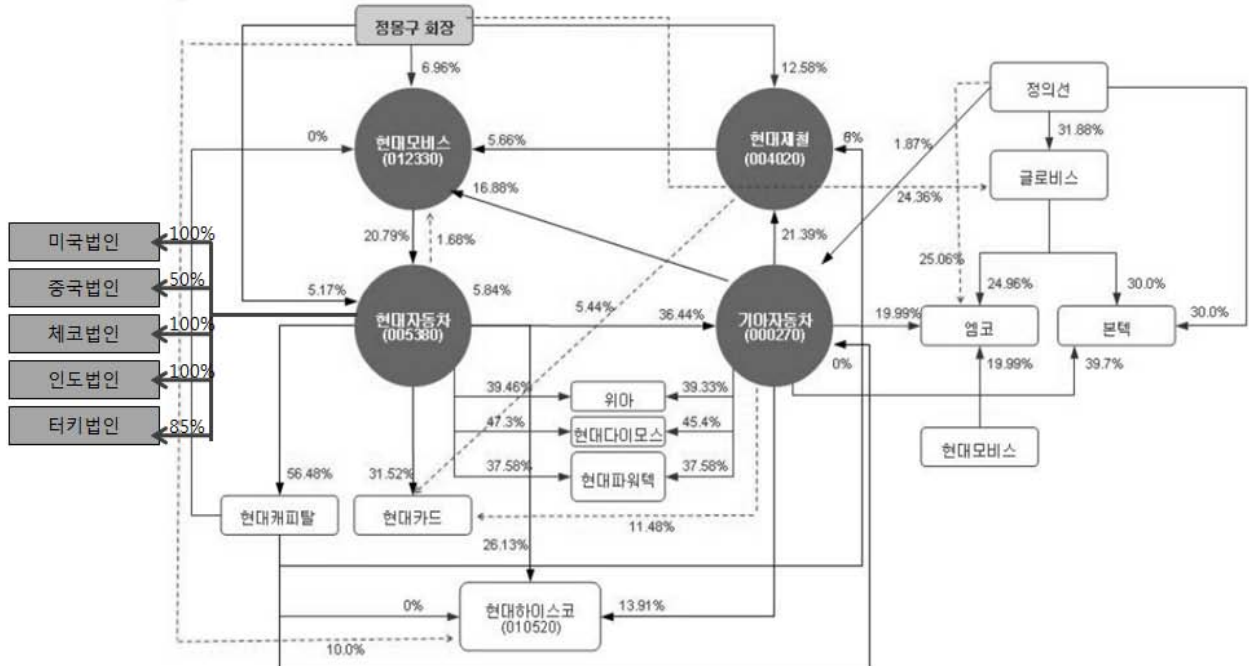 정몽구 회장
6.96%
12.58%
정의선
0%
현대모비스
(012330)
5.66%
현대제철
(004020)
6%
1.87%
31.88%
글로비스
16.88%
24.36%
미국법인
100%
20.79%
1.68%
21.39%
25.06%
중국법인
50%
5.17%
5.84%
5.44%
24.96%
30.0%
체코법인
100%
현대자동차
(005380)
36.44%
기아자동차
(000270)
19.99%
엠코
본텍
30.0%
인도법인
100%
39.46%
위아
39.33%
0%
19.99%
39.7%
터키법인
85%
47.3%
현대다이모스
45.4%
현대모비스
56.48%
31.52%
37.58%
현대파워텍
37.58%
현대캐피탈
현대카드
11.48%
26.13%
0%
현대하이스코
(010520)
13.91%
10.0%